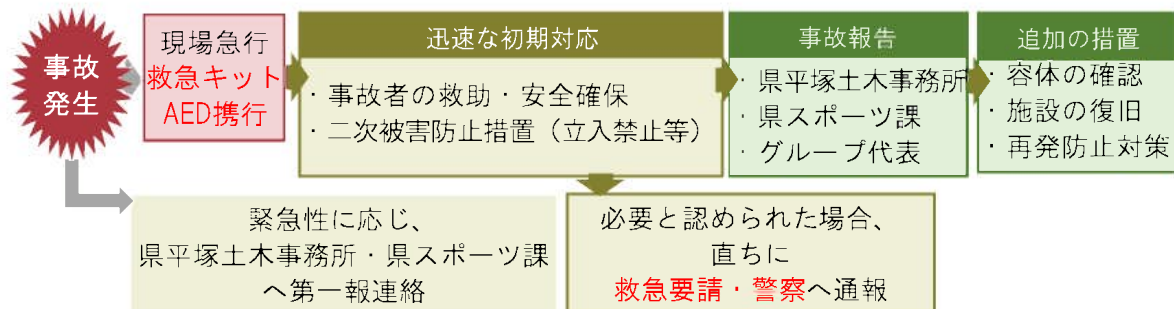 事故
発生
現場急行
救急キット
AED携行
迅速な初期対応
・事故者の救助・安全確保
・二次被害防止措置（立入禁止等）
事故報告
・県平塚土木事務所
・県スポーツ課
・グループ代表
追加の措置
・容体の確認
・施設の復旧
・再発防止対策
緊急性に応じ、
県平塚土木事務所・県スポーツ課
へ第一報連絡
必要と認められた場合、
直ちに
救急要請・警察へ通報